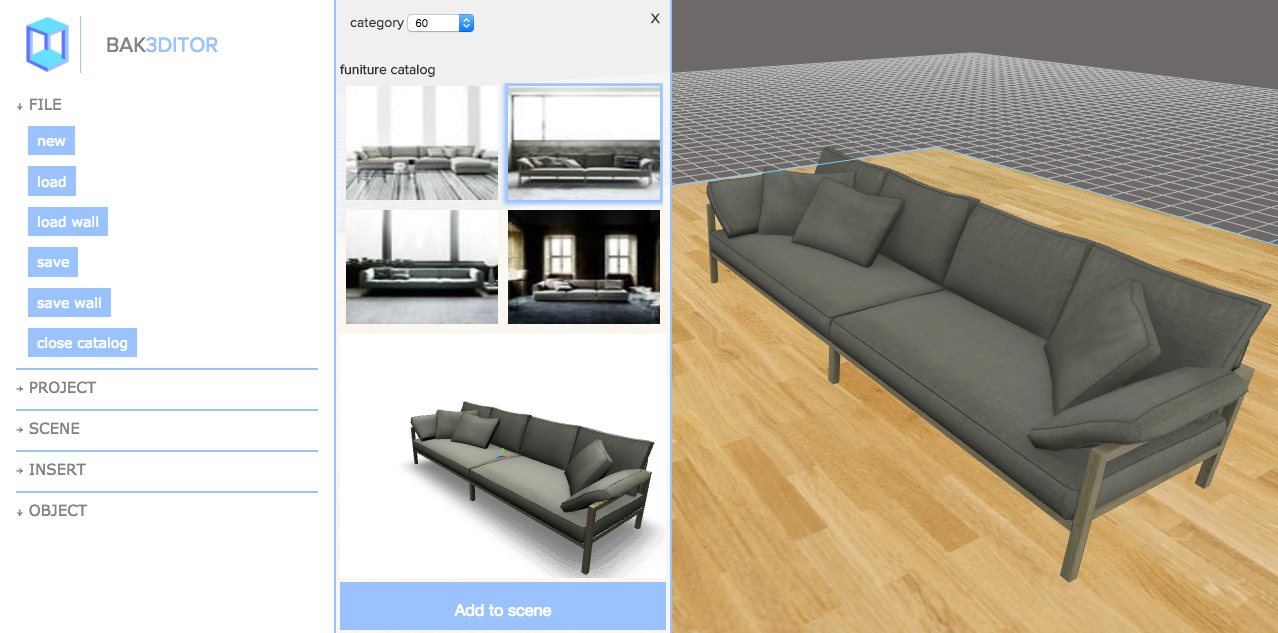 BAK3DITOR
FILE
new
load
load wall
save
save wall
close catalog
PROJECT
SCENE
INSERT
OBJECT
category 60
X
funiture catalog
Add to scene